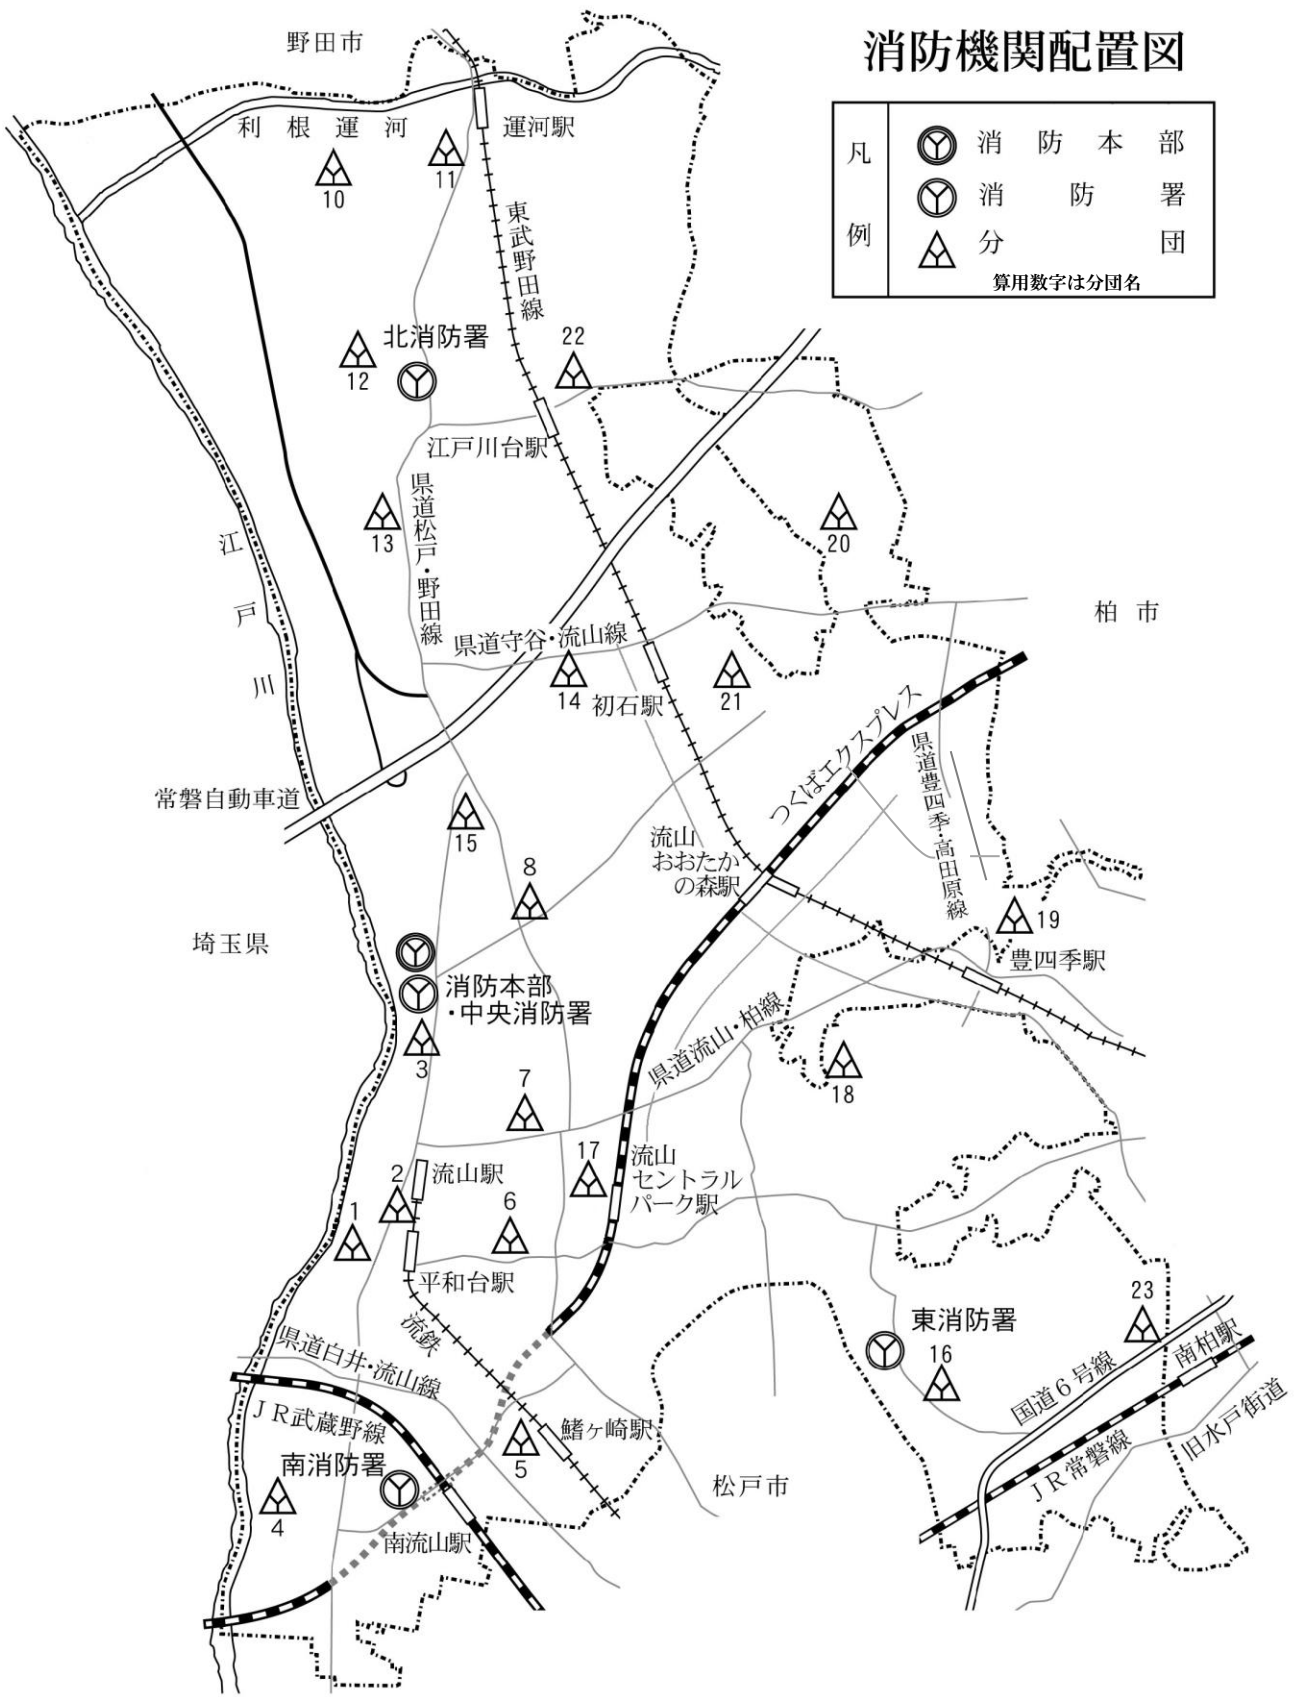 消防機関配置図
凡例
消防本部
消防署
分団
算用数字は分団名
野田市
利根運河
運河駅
10
11
東武野田線
北消防署
12
22
江戸川台駅
県道松戸・野田線
13
20
江戸川
柏市
県道守谷・流山線
14
初石駅
21
つくばエクスプレス
県道豊四季・高田原線
常磐自動車道
15
流山
おおたか
の森駅
8
19
埼玉県
豊四季駅
消防本部
・中央消防署
3
県道流山・柏線
18
7
17
流山
セントラル
パーク駅
流山駅
2
1
6
平和台駅
流鉄
23
東消防署
16
南柏駅
国道6号線
県道白井・流山線
JR武蔵野線
旧水戸街道
JR常磐線
鰭ヶ崎駅
5
南消防署
4
松戸市
南流山駅